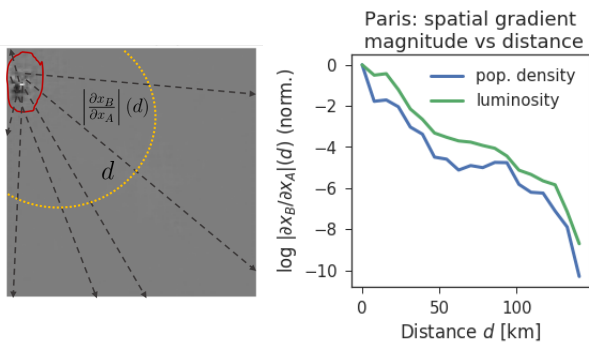 |∂x_B/∂x_A|(d)
d
Paris: spatial gradient
magnitude vs distance
pop. density
luminosity
log |∂x_B/∂x_A|(d) (norm.)
0
−2
−4
−6
−8
−10
0 50 100
Distance d [km]